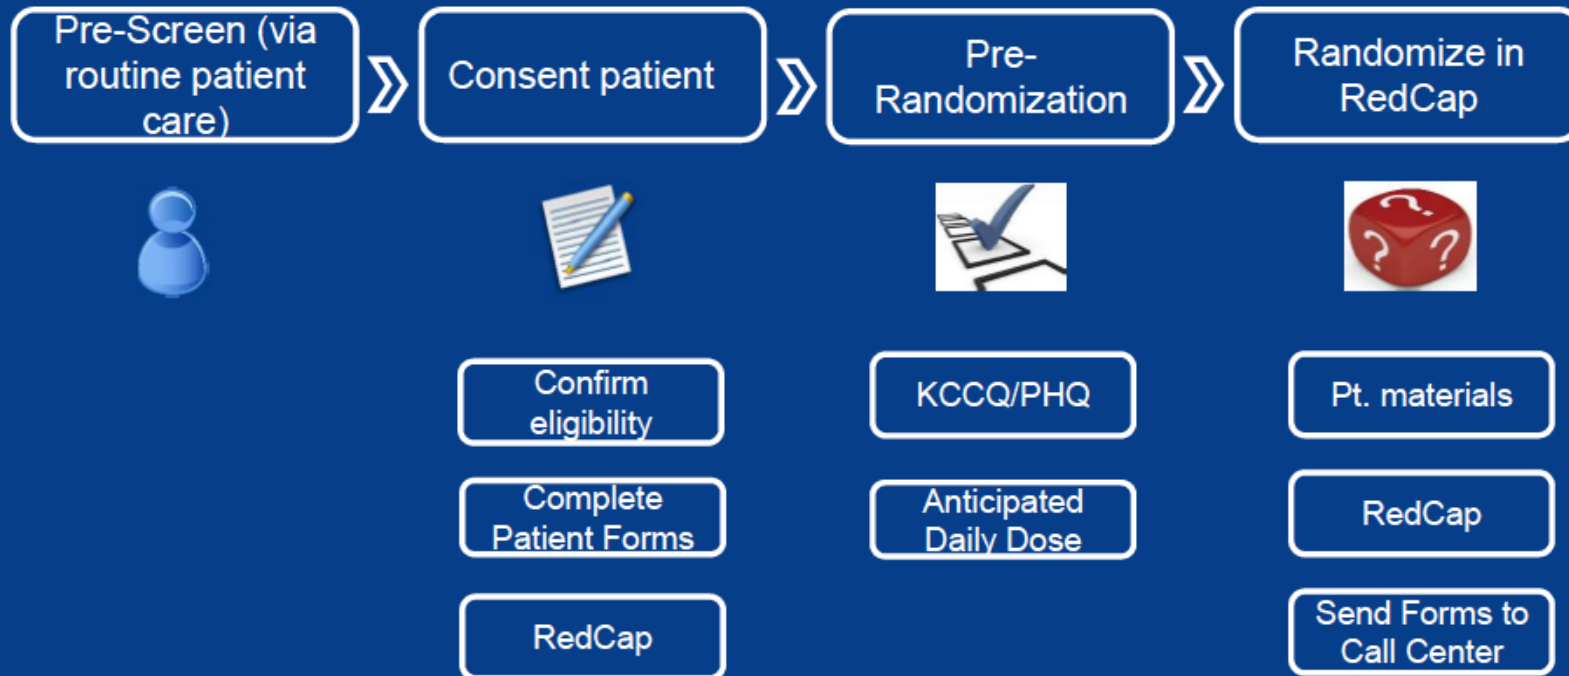 Pre-Screen (via
routine patient
care)
Consent patient
Pre-
Randomization
Randomize in
RedCap
? ? ?
Confirm
eligibility
Complete
Patient Forms
RedCap
KCCQ/PHQ
Anticipated
Daily Dose
Pt. materials
RedCap
Send Forms to
Call Center